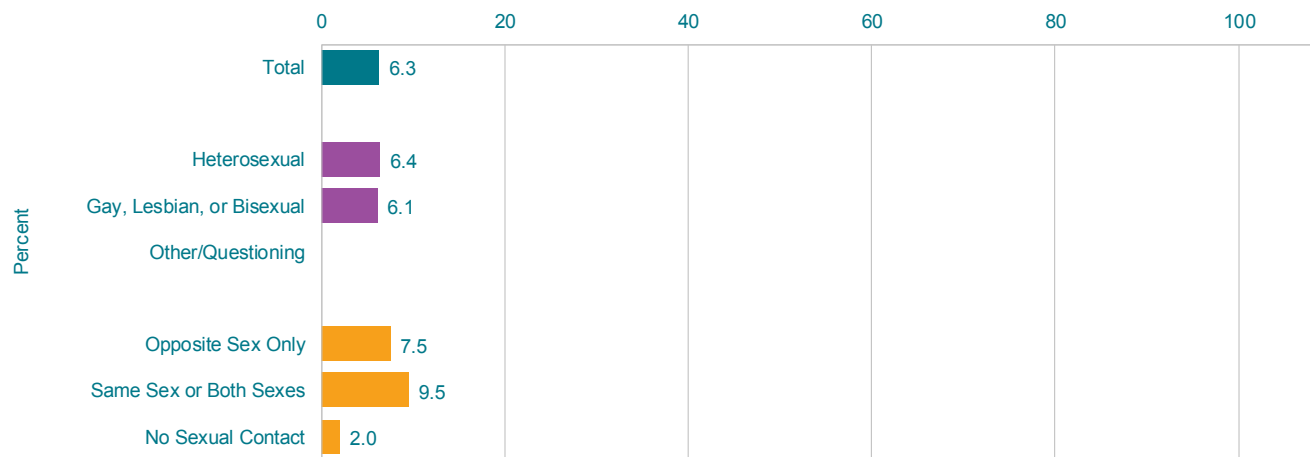 0 20 40 60 80 100
Total 6.3
Heterosexual 6.4
Gay, Lesbian, or Bisexual 6.1
Other/Questioning
Opposite Sex Only 7.5
Same Sex or Both Sexes 9.5
No Sexual Contact 2.0
Percent